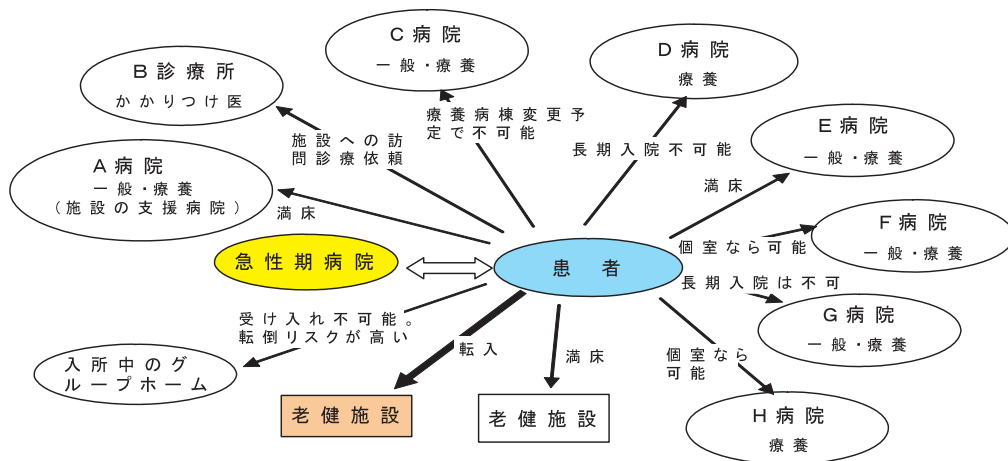 C病院
一般・療養
D病院
療養
B診療所
かかりつけ医
療養病棟変更予
定で不可能
E病院
一般・療養
施設への訪
問診療依頼
長期入院不可能
A病院
一般・療養
（施設の支援病院）
満床
満床
F病院
一般・療養
急性期病院
患者
個室なら可能
長期入院は不可
G病院
一般・療養
受け入れ不可能。
転倒リスクが高い
転入
満床
個室なら
可能
入所中のグ
ループホーム
老健施設
老健施設
H病院
療養